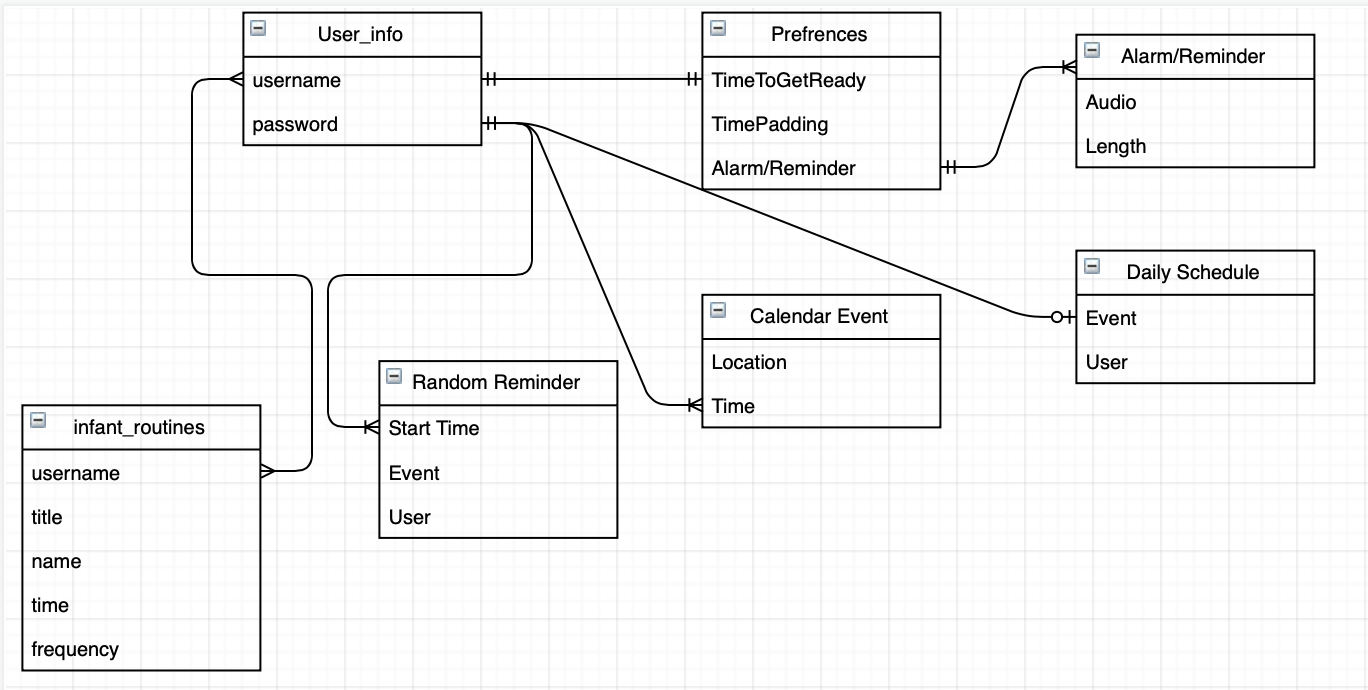 User_info
username
password
Prefrences
TimeToGetReady
TimePadding
Alarm/Reminder
Alarm/Reminder
Audio
Length
Daily Schedule
Event
User
Calendar Event
Location
Time
Random Reminder
Start Time
Event
User
infant_routines
username
title
name
time
frequency